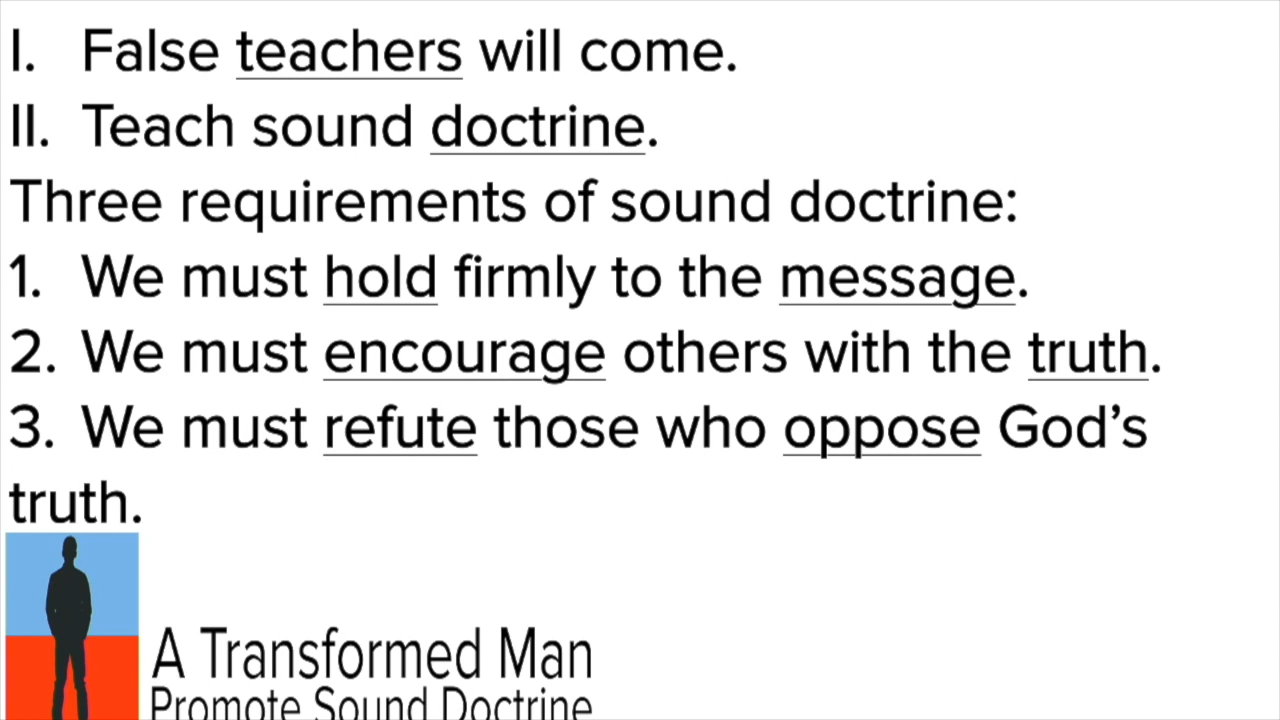 I. False teachers will come.
II. Teach sound doctrine.
Three requirements of sound doctrine:
1. We must hold firmly to the message.
2. We must encourage others with the truth.
3. We must refute those who oppose God’s
truth.
A Transformed Man
Promote Sound Doctrine